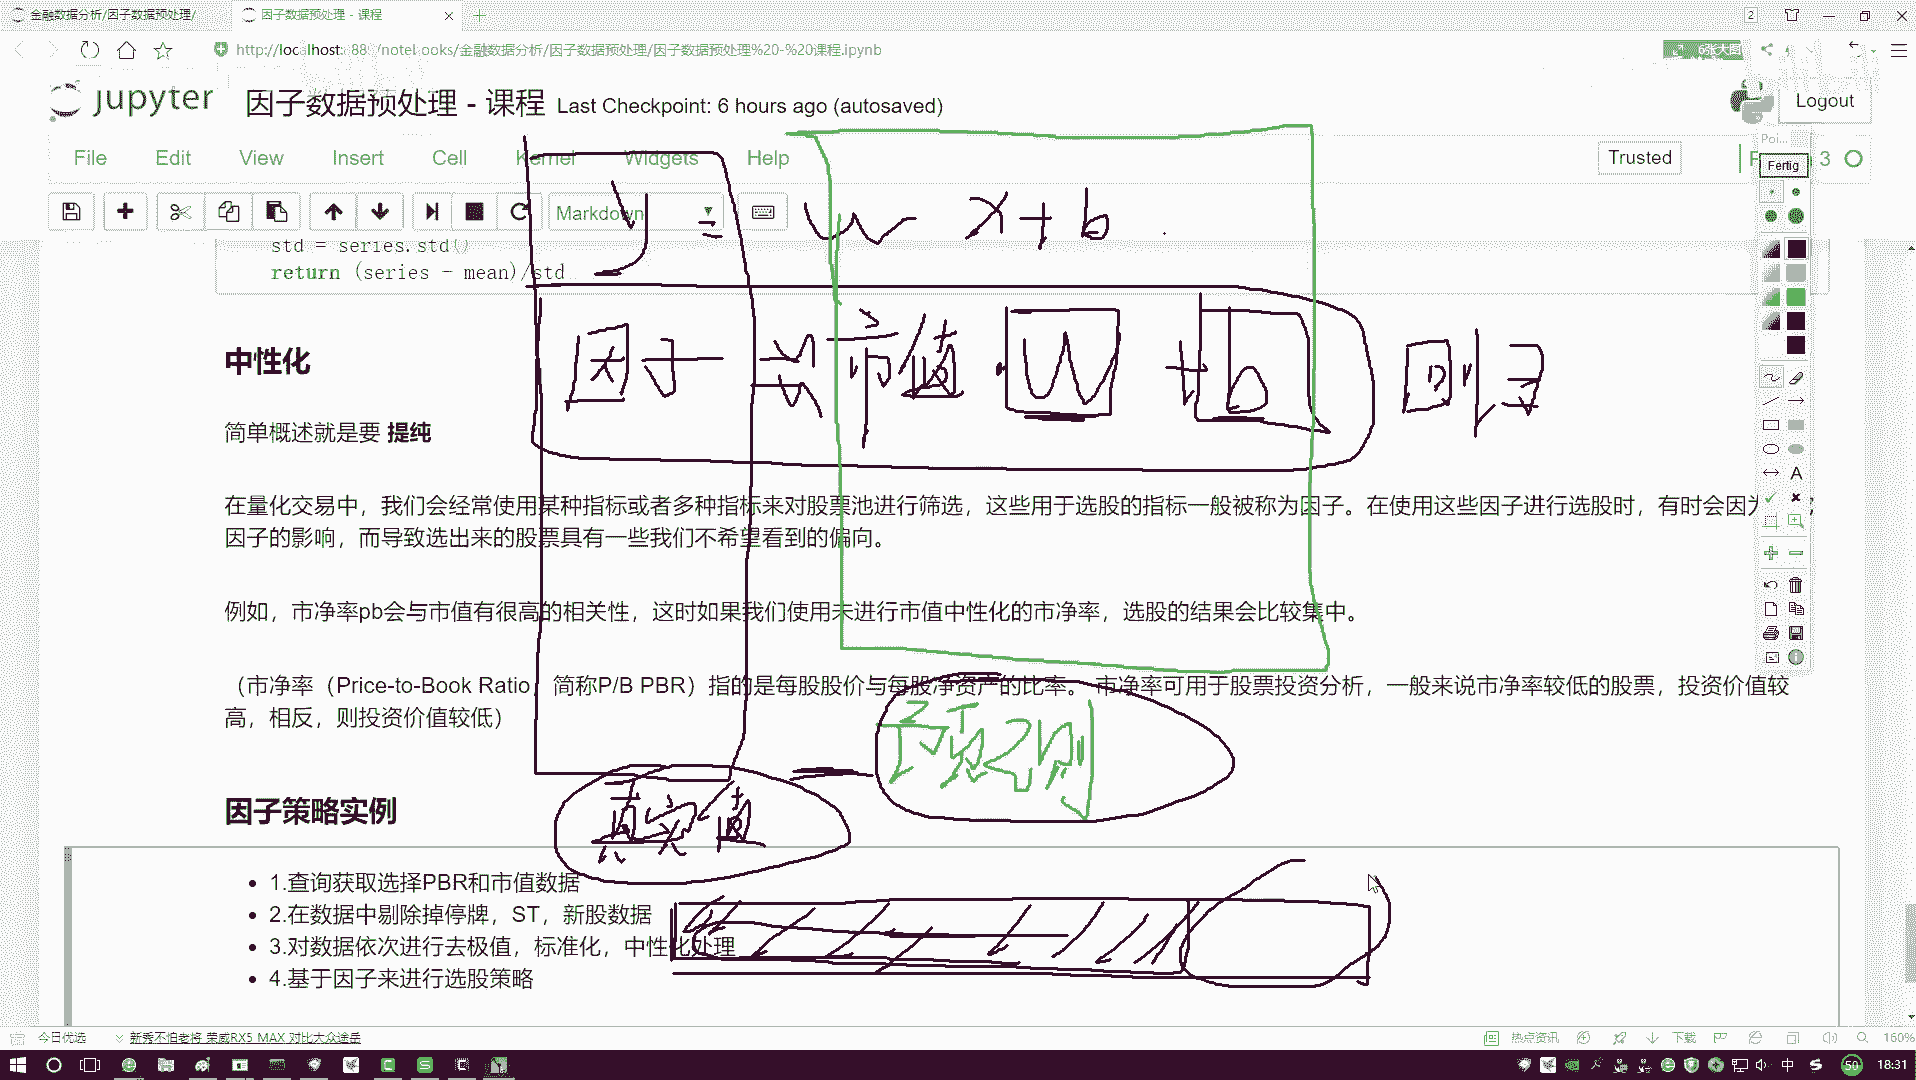 金融数据分析/因子数据预处理/
因子数据预处理 - 课程
2
http://localhost:88
/notebooks/金融数据分析/因子数据预处理/因子数据预处理%20-%20课程.ipynb
6张大图
jupyter
因子数据预处理 - 课程 Last Checkpoint: 6 hours ago (autosaved)
Logout
File Edit View Insert Cell Kernel Widgets Help
Trusted
3
Fertig
Markdown
y = w x + b
std = series.std()
return (series - mean)/std
因子 市值 · W + b 回归
中性化
简单概述就是要 提纯
在量化交易中，我们会经常使用某种指标或者多种指标来对股票池进行筛选，这些用于选股的指标一般被称为因子。在使用这些因子进行选股时，有时会因为
因子的影响，而导致选出来的股票具有一些我们不希望看到的偏向。
例如，市净率pb会与市值有很高的相关性，这时如果我们使用未进行市值中性化的市净率，选股的结果会比较集中。
（市净率（Price-to-Book Ratio，简称P/B PBR）指的是每股股价与每股净资产的比率。 市净率可用于股票投资分析，一般来说市净率较低的股票，投资价值较
高，相反，则投资价值较低）
真实值 - 预测
因子策略实例
1.查询获取选择PBR和市值数据
2.在数据中剔除掉停牌，ST，新股数据
3.对数据依次进行去极值，标准化，中性化处理
4.基于因子来进行选股策略
今日优选
新秀不怕老将 荣威RX5 MAX 对比大众途岳
热点资讯
下载
160%
中
50
18:31